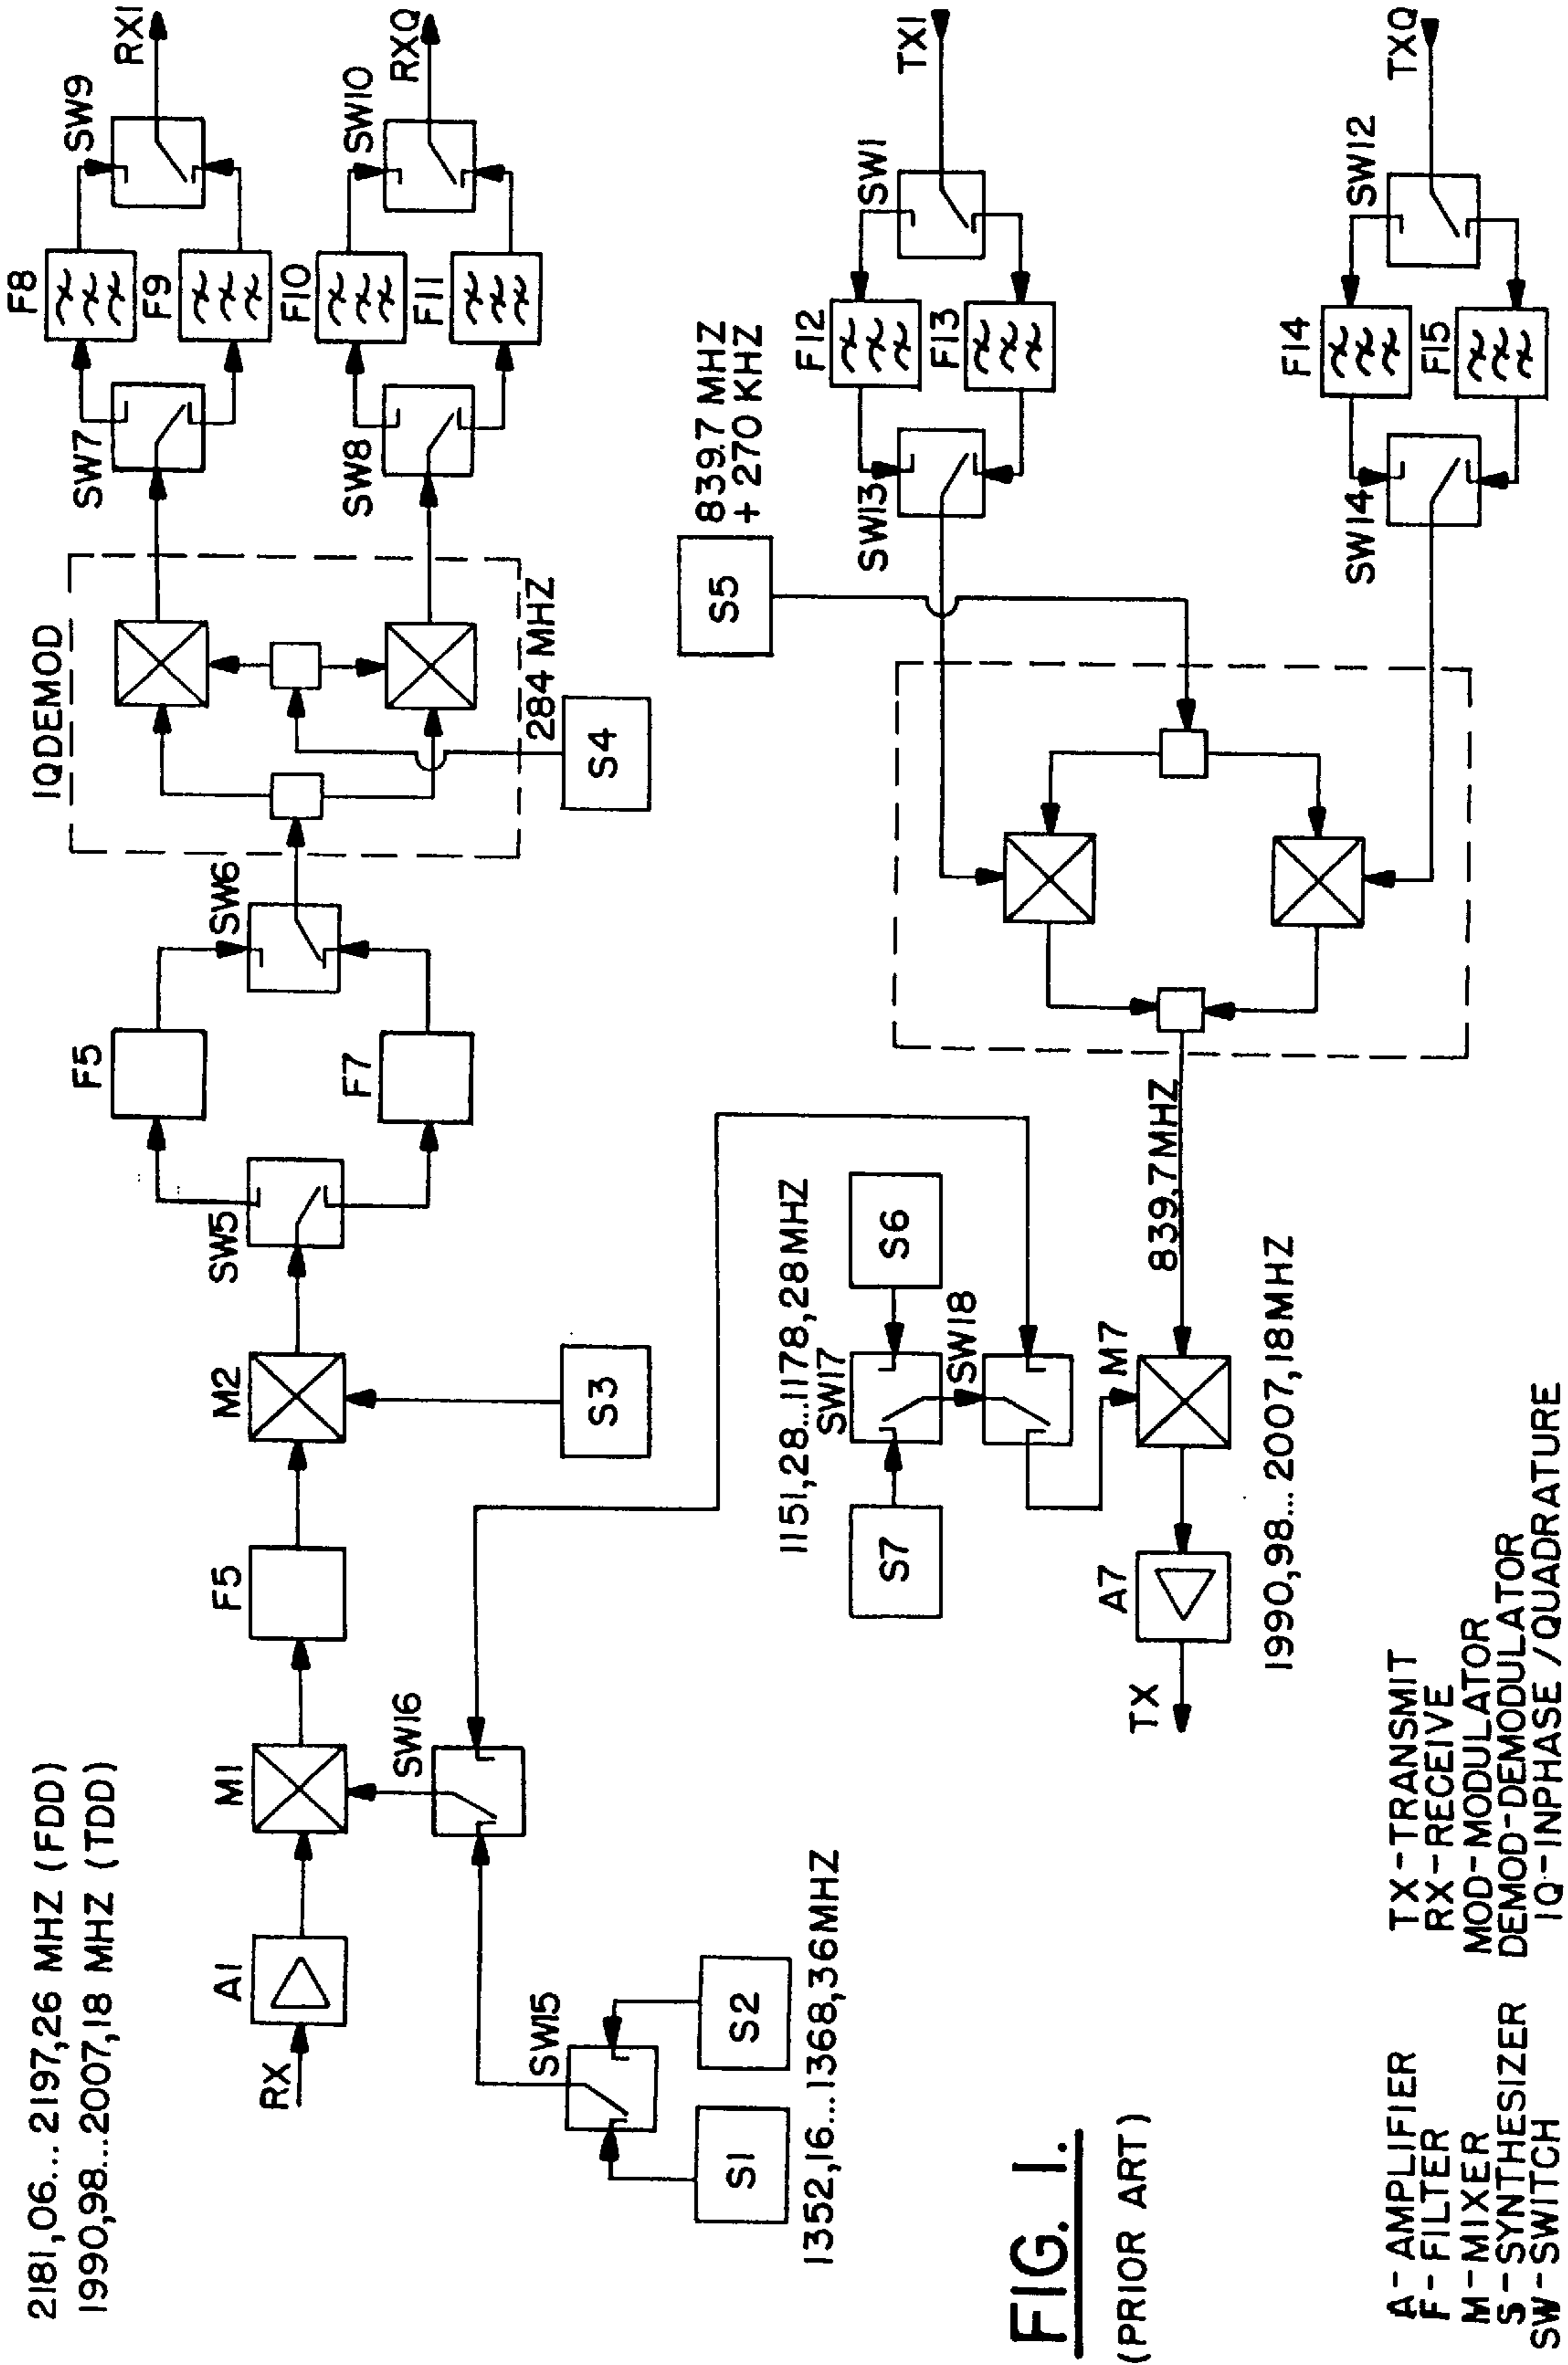 2181,06... 2197,26 MHZ (FDD)
1990,98...2007,18 MHZ (TDD)
RX
A1
M1
F5
M2
SW5
F5
F7
SW6
IQDEMOD
SW7
SW8
F8
F9
F10
F11
SW9
SW10
RXI
RXQ
SW16
S3
S4
284 MHZ
SW15
S1
S2
1352,16...1368,36MHZ
1151,28...1178,28MHZ
SW17
S7
S6
SW18
M7
A7
TX
1990,98... 2007,18MHZ
839,7MHZ
S5
839.7 MHZ
+ 270 KHZ
SW13
SW14
F12
F13
F14
F15
SW1
SW12
TXI
TXQ
FIG. 1.
(PRIOR ART)
A- AMPLIFIER
F - FILTER
M - MIXER
S - SYNTHESIZER
SW - SWITCH
TX - TRANSMIT
RX - RECEIVE
MOD-MODULATOR
DEMOD-DEMODULATOR
IQ-INPHASE /QUADRATURE